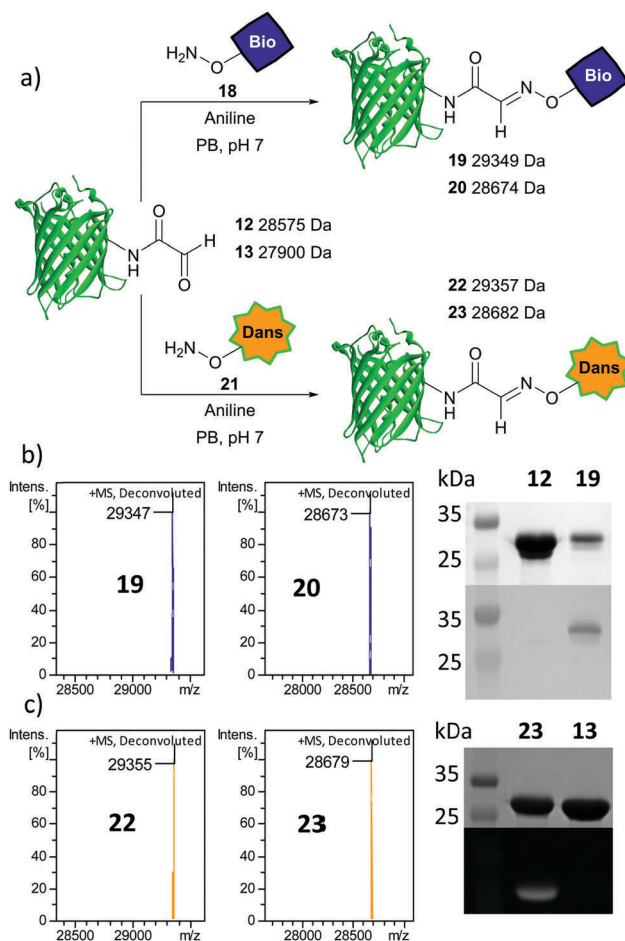 a)
H₂N
O
Bio
18
Aniline
PB, pH 7
O
N
H
N
O
H
Bio
19 29349 Da
20 28674 Da
O
N
H
H
O
12 28575 Da
13 27900 Da
H₂N
O
Dans
21
Aniline
PB, pH 7
22 29357 Da
23 28682 Da
O
N
H
N
O
H
Dans
b)
Intens.
[%]
+MS, Deconvoluted
29347
19
80
60
40
20
0
28500 29000 m/z
Intens.
[%]
+MS, Deconvoluted
28673
20
80
60
40
20
0
28000 28500 m/z
kDa 12 19
35
25
35
25
c)
Intens.
[%]
+MS, Deconvoluted
29355
22
80
60
40
20
0
28500 29000 m/z
Intens.
[%]
+MS, Deconvoluted
28679
23
80
60
40
20
0
28000 28500 m/z
kDa 23 13
35
25